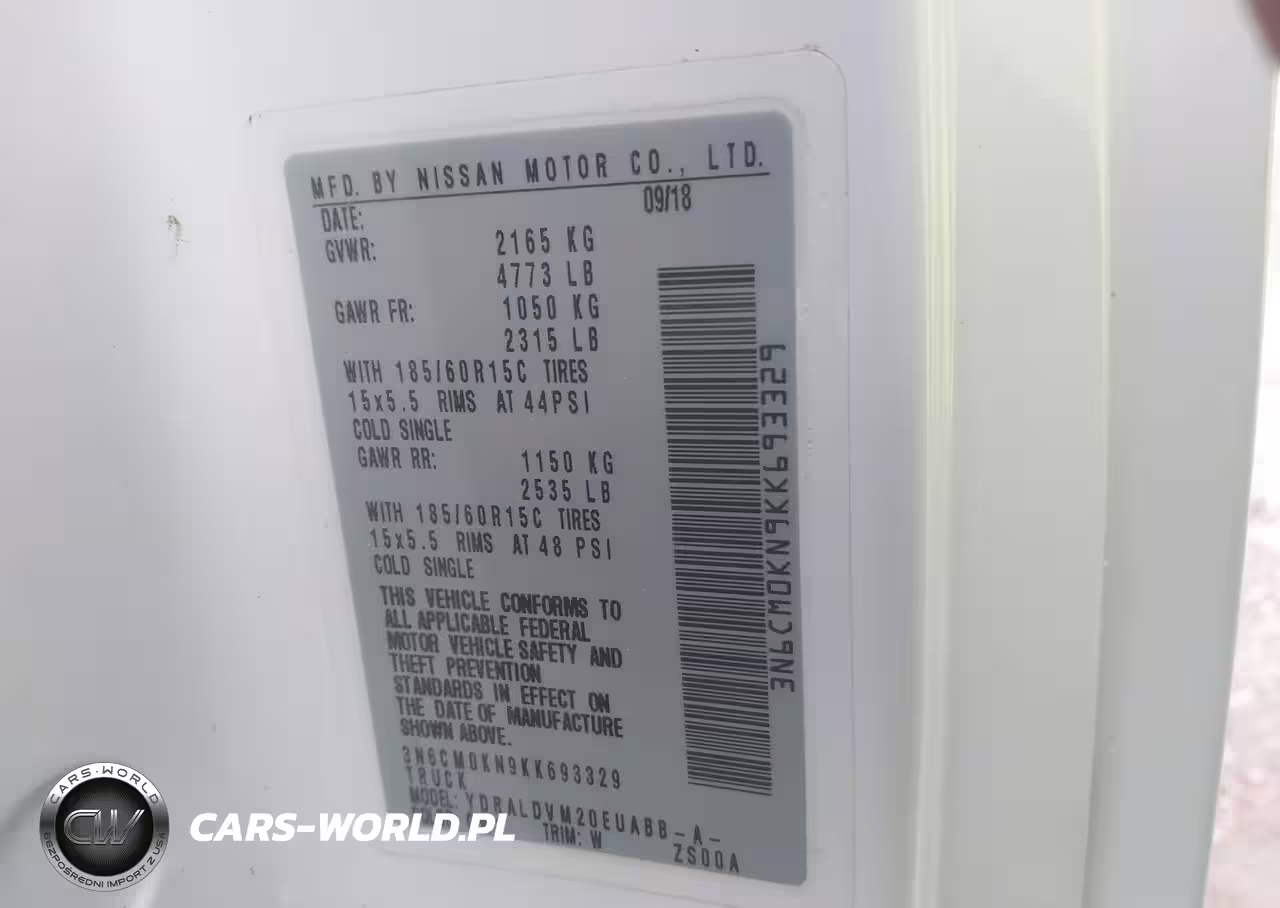 MFD. BY NISSAN MOTOR CO., LTD.
DATE: 09/18
GVWR: 2165 KG
4773 LB
GAWR FR: 1050 KG
2315 LB
WITH 185/60R15C TIRES
15x5.5 RIMS AT 44PSI
COLD SINGLE
GAWR RR: 1150 KG
2535 LB
WITH 185/60R15C TIRES
15x5.5 RIMS AT 48 PSI
COLD SINGLE
THIS VEHICLE CONFORMS TO
ALL APPLICABLE FEDERAL
MOTOR VEHICLE SAFETY AND
THEFT PREVENTION
STANDARDS IN EFFECT ON
THE DATE OF MANUFACTURE
SHOWN ABOVE.
3N6CM0KN9KK693329
TRUCK
MODEL: YDRALDVM20EUABB-A-
TRIM: W ZS00A
3N6CM0KN9KK693329
CARS-WORLD
CW
BEZPOŚREDNI IMPORT Z USA
CARS-WORLD.PL